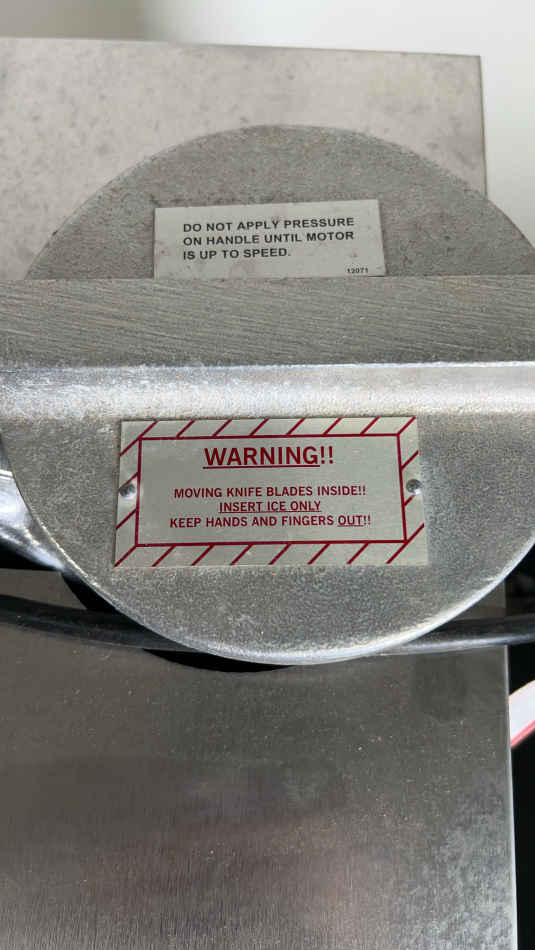 DO NOT APPLY PRESSURE
ON HANDLE UNTIL MOTOR
IS UP TO SPEED.
12071
WARNING!!
MOVING KNIFE BLADES INSIDE!!
INSERT ICE ONLY
KEEP HANDS AND FINGERS OUT!!